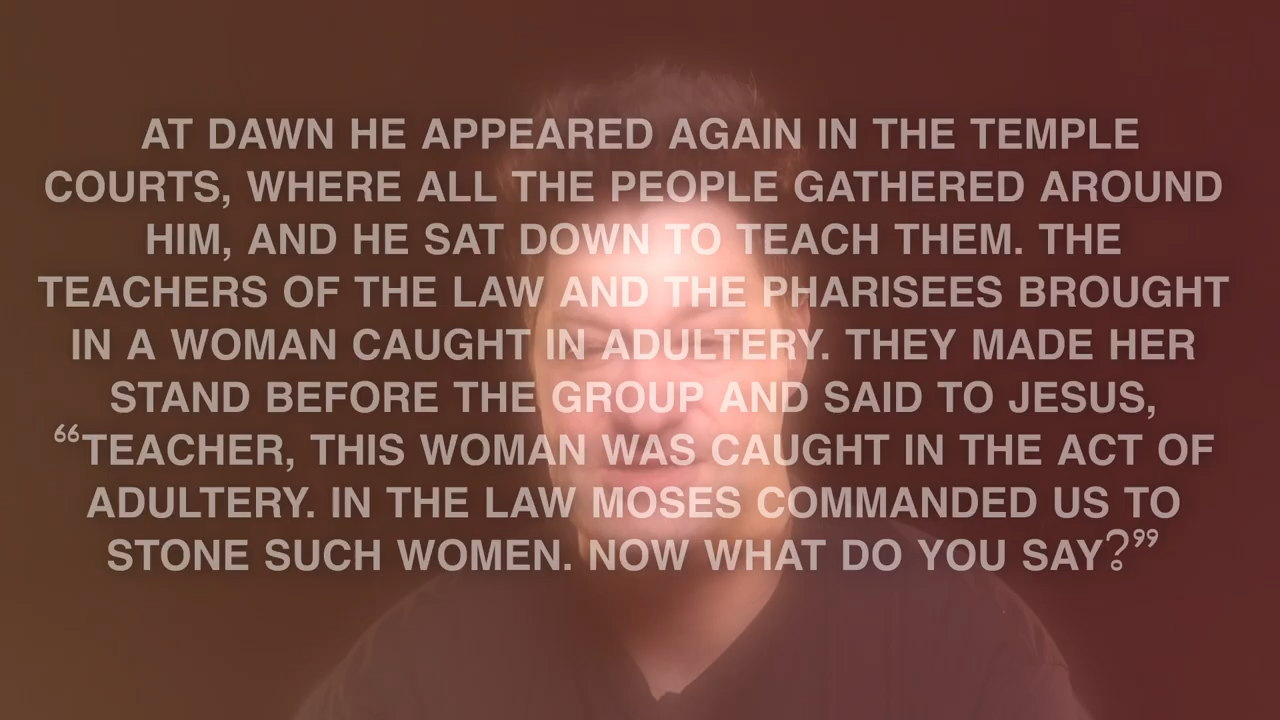 AT DAWN HE APPEARED AGAIN IN THE TEMPLE
COURTS, WHERE ALL THE PEOPLE GATHERED AROUND
HIM, AND HE SAT DOWN TO TEACH THEM. THE
TEACHERS OF THE LAW AND THE PHARISEES BROUGHT
IN A WOMAN CAUGHT IN ADULTERY. THEY MADE HER
STAND BEFORE THE GROUP AND SAID TO JESUS,
“TEACHER, THIS WOMAN WAS CAUGHT IN THE ACT OF
ADULTERY. IN THE LAW MOSES COMMANDED US TO
STONE SUCH WOMEN. NOW WHAT DO YOU SAY?”